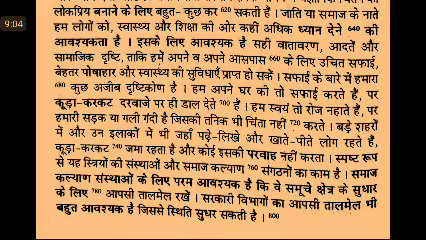 लोकप्रिय बनाने के लिए बहुत- कुछ कर 620 सकती है । जाति या समाज के नाते
हम लोगों को, स्वास्थ्य और शिक्षा की ओर कहीं अधिक ध्यान देने 640 की
आवश्यकता है । इसके लिए आवश्यक है सही वातावरण, आदतें और
सामाजिक दृष्टि, ताकि हमें अपने व अपने आसपास 660 के लिए उचित सफाई,
बेहतर पोषाहार और स्वास्थ्य की सुविधाएँ प्राप्त हो सकें । सफाई के बारे में हमारा
680 कुछ अजीब दृष्टिकोण है । हम अपने घर की तो सफाई करते हैं, पर
कूड़ा-करकट दरवाजे पर ही डाल देते 700 हैं । हम स्वयं तो रोज नहाते हैं, पर
हमारी सड़क या गली गंदी है जिसकी तनिक भी चिंता नहीं 720 करते । बड़े शहरों
में और उन इलाकों में भी जहाँ पढ़े-लिखे और खाते-पीते लोग रहते हैं,
कूड़ा-करकट 740 जमा रहता है और कोई इसकी परवाह नहीं करता । स्पष्ट रूप
से यह स्त्रियों की संस्थाओं और समाज कल्याण 760 संगठनों का काम है । समाज
कल्याण संस्थाओं के लिए परम आवश्यक है कि वे समूचे क्षेत्र के सुधार
के लिए 780 आपसी तालमेल रखें । सरकारी विभागों का आपसी तालमेल भी
बहुत आवश्यक है जिससे स्थिति सुधर सकती है । 800
9:04